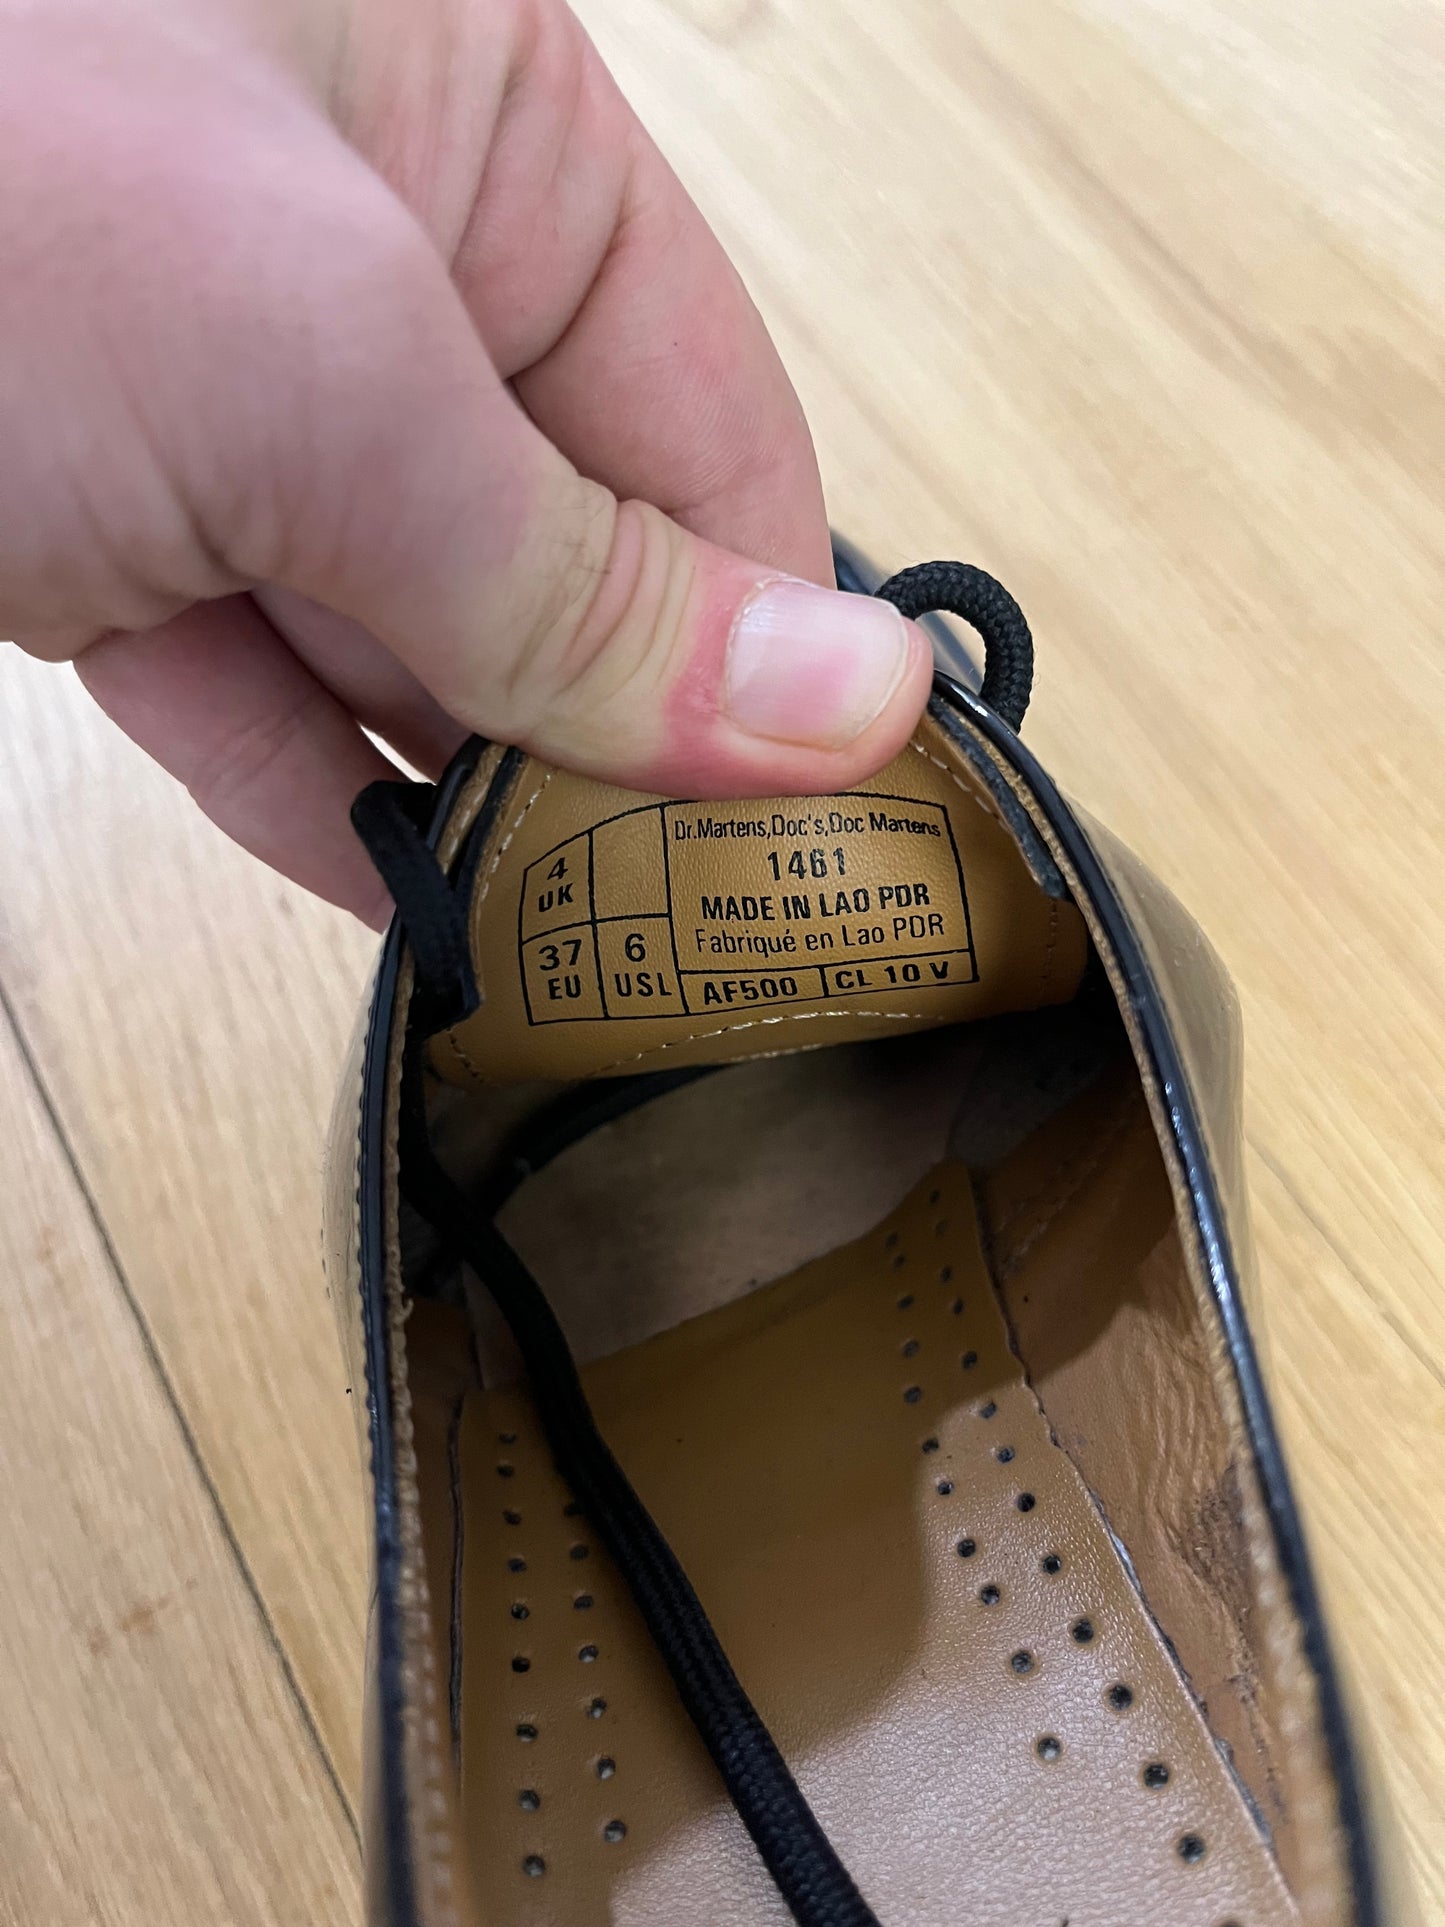 4
UK
37
EU
6
USL
Dr.Martens,Doc's,Doc Martens
1461
MADE IN LAO PDR
Fabriqué en Lao PDR
AF500
CL 10 V